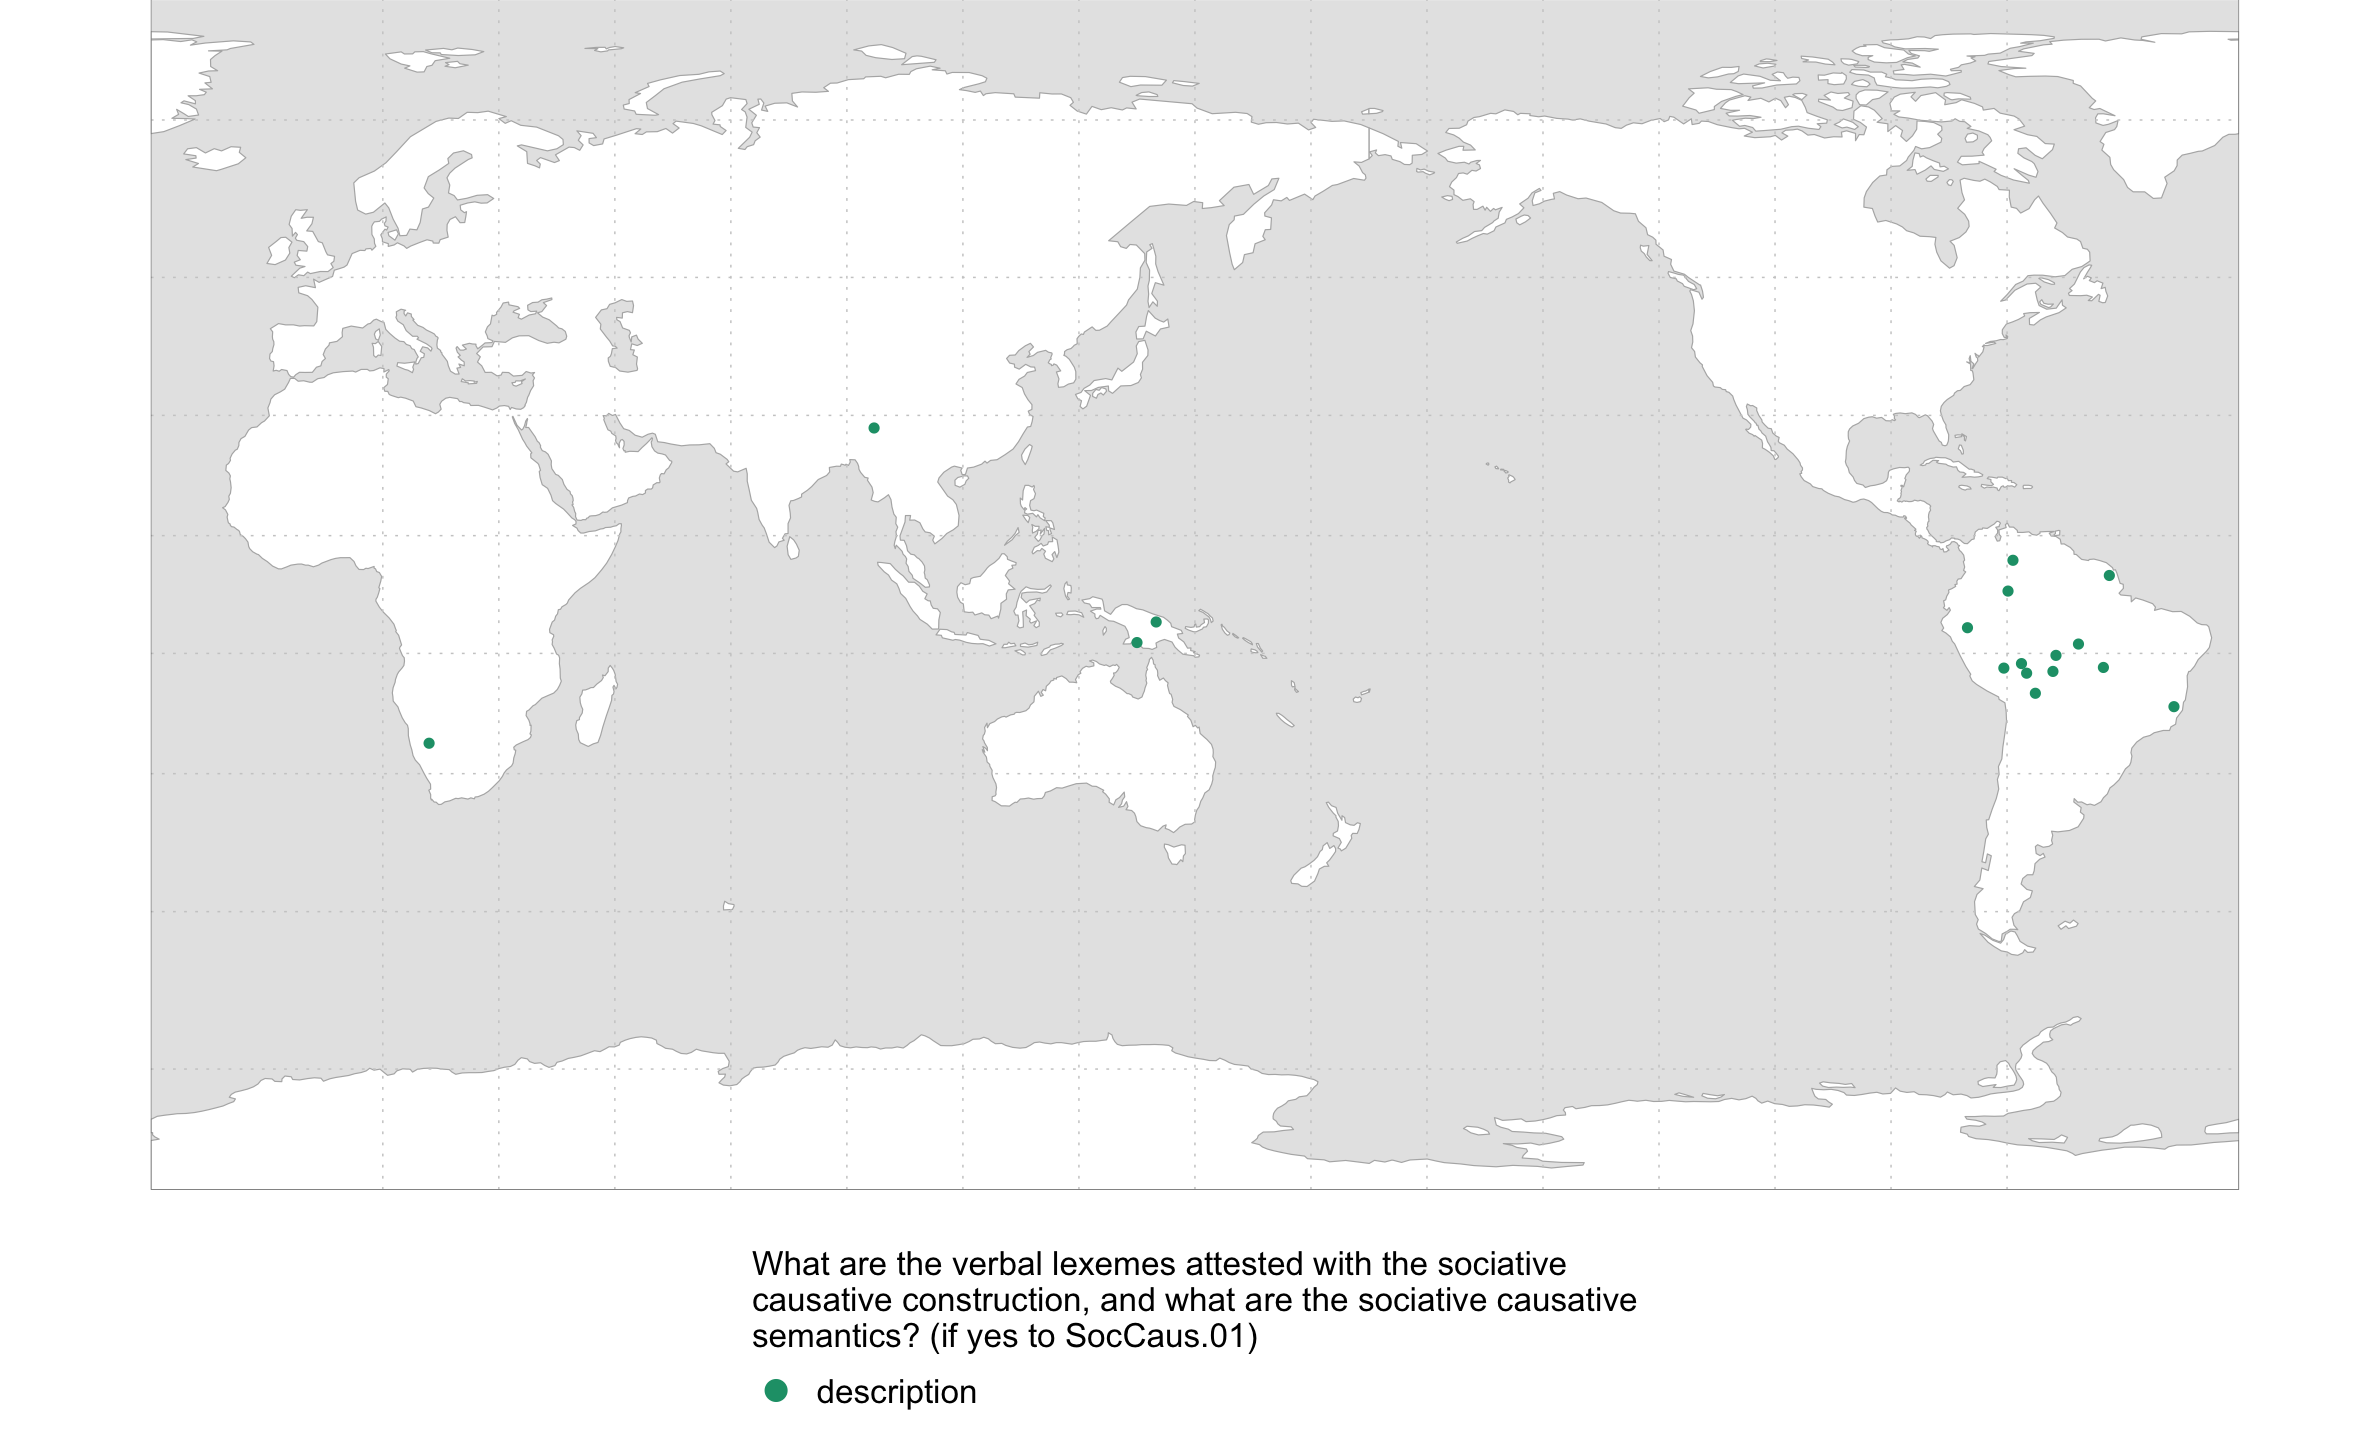 What are the verbal lexemes attested with the sociative
causative construction, and what are the sociative causative
semantics? (if yes to SocCaus.01)
description